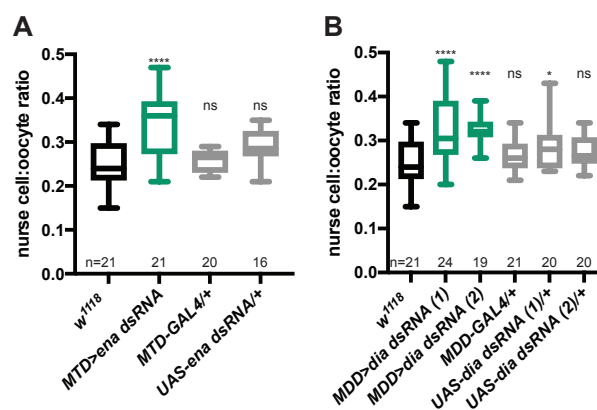 A
nurse cell:oocyte ratio
0.5
0.4
0.3
0.2
0.1
0.0
**** ns ns
n=21 21 20 16
w1118
MTD>ena dsRNA
MTD-GAL4/+
UAS-ena dsRNA/+
B
nurse cell:oocyte ratio
0.5
0.4
0.3
0.2
0.1
0.0
**** **** ns * ns
n=21 24 19 21 20 20
w1118
MDD>dia dsRNA (1)
MDD>dia dsRNA (2)
MDD-GAL4/+
UAS-dia dsRNA (1)/+
UAS-dia dsRNA (2)/+